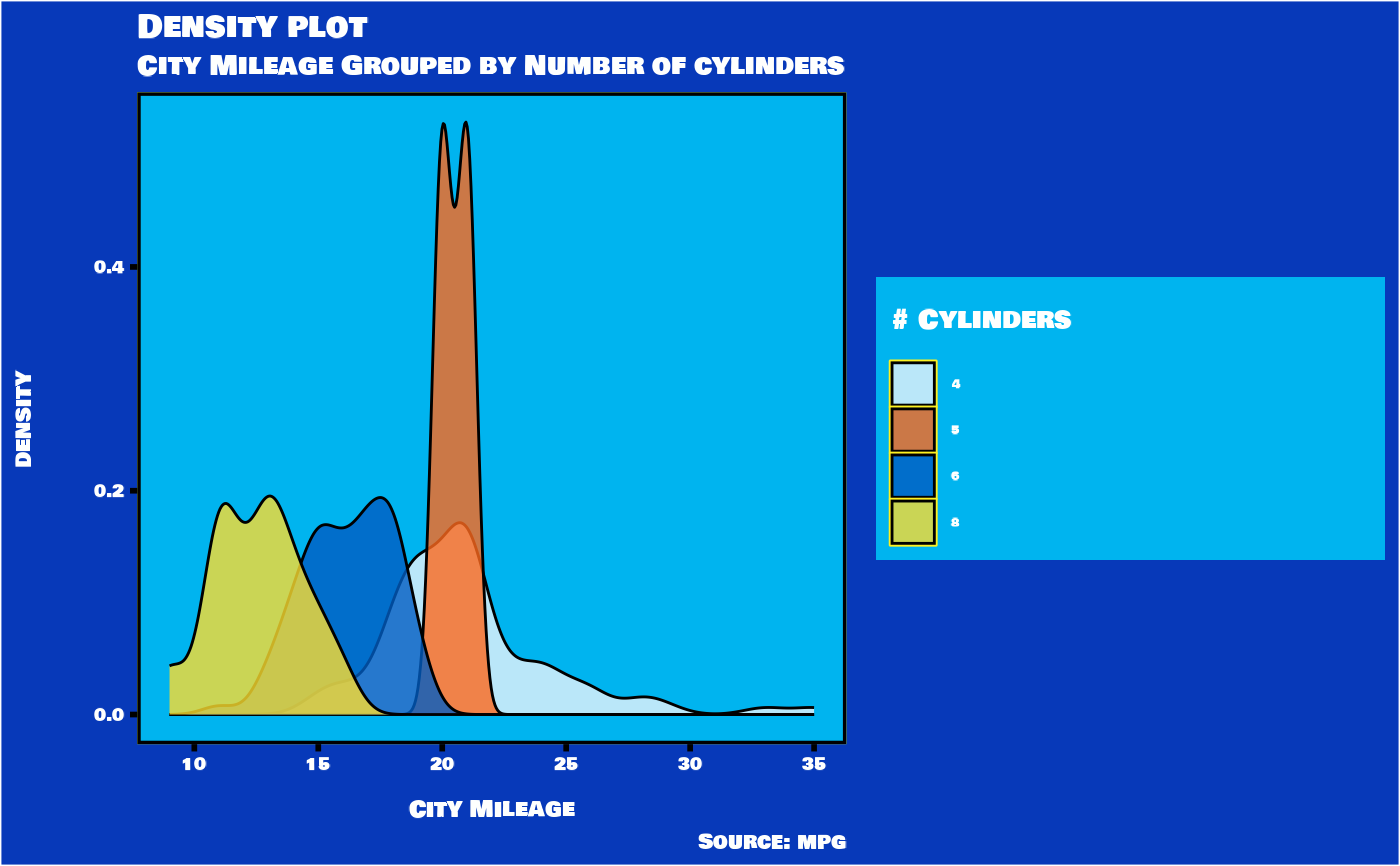 Density plot
City Mileage Grouped by Number of cylinders
density
0.4
0.2
0.0
10 15 20 25 30 35
City Mileage
Source: mpg
# Cylinders
4
5
6
8